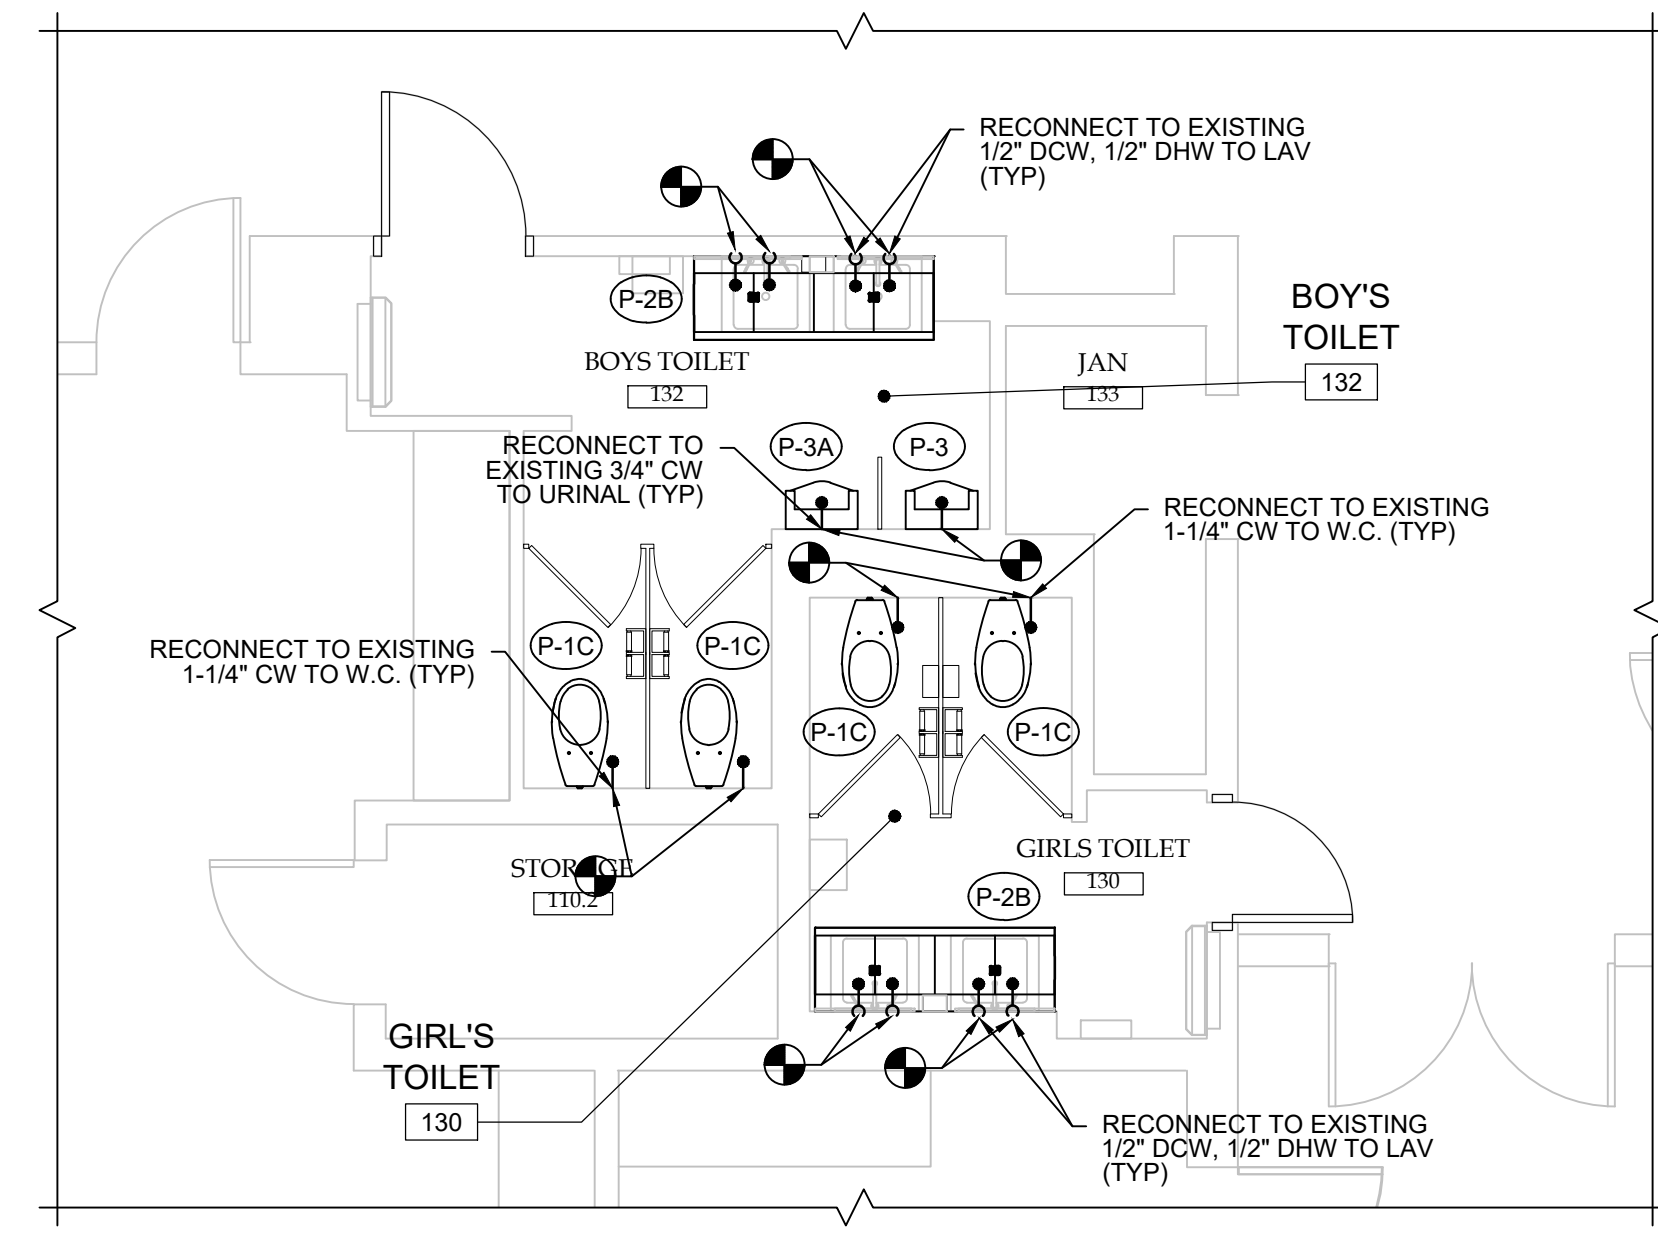 RECONNECT TO EXISTING
1/2" DCW, 1/2" DHW TO LAV
(TYP)
P-2B
BOY'S
TOILET
132
BOYS TOILET
132
JAN
133
RECONNECT TO
EXISTING 3/4" CW
TO URINAL (TYP)
P-3A
P-3
RECONNECT TO EXISTING
1-1/4" CW TO W.C. (TYP)
RECONNECT TO EXISTING
1-1/4" CW TO W.C. (TYP)
P-1C
P-1C
P-1C
P-1C
STORAGE
110.2
GIRLS TOILET
130
P-2B
GIRL'S
TOILET
130
RECONNECT TO EXISTING
1/2" DCW, 1/2" DHW TO LAV
(TYP)